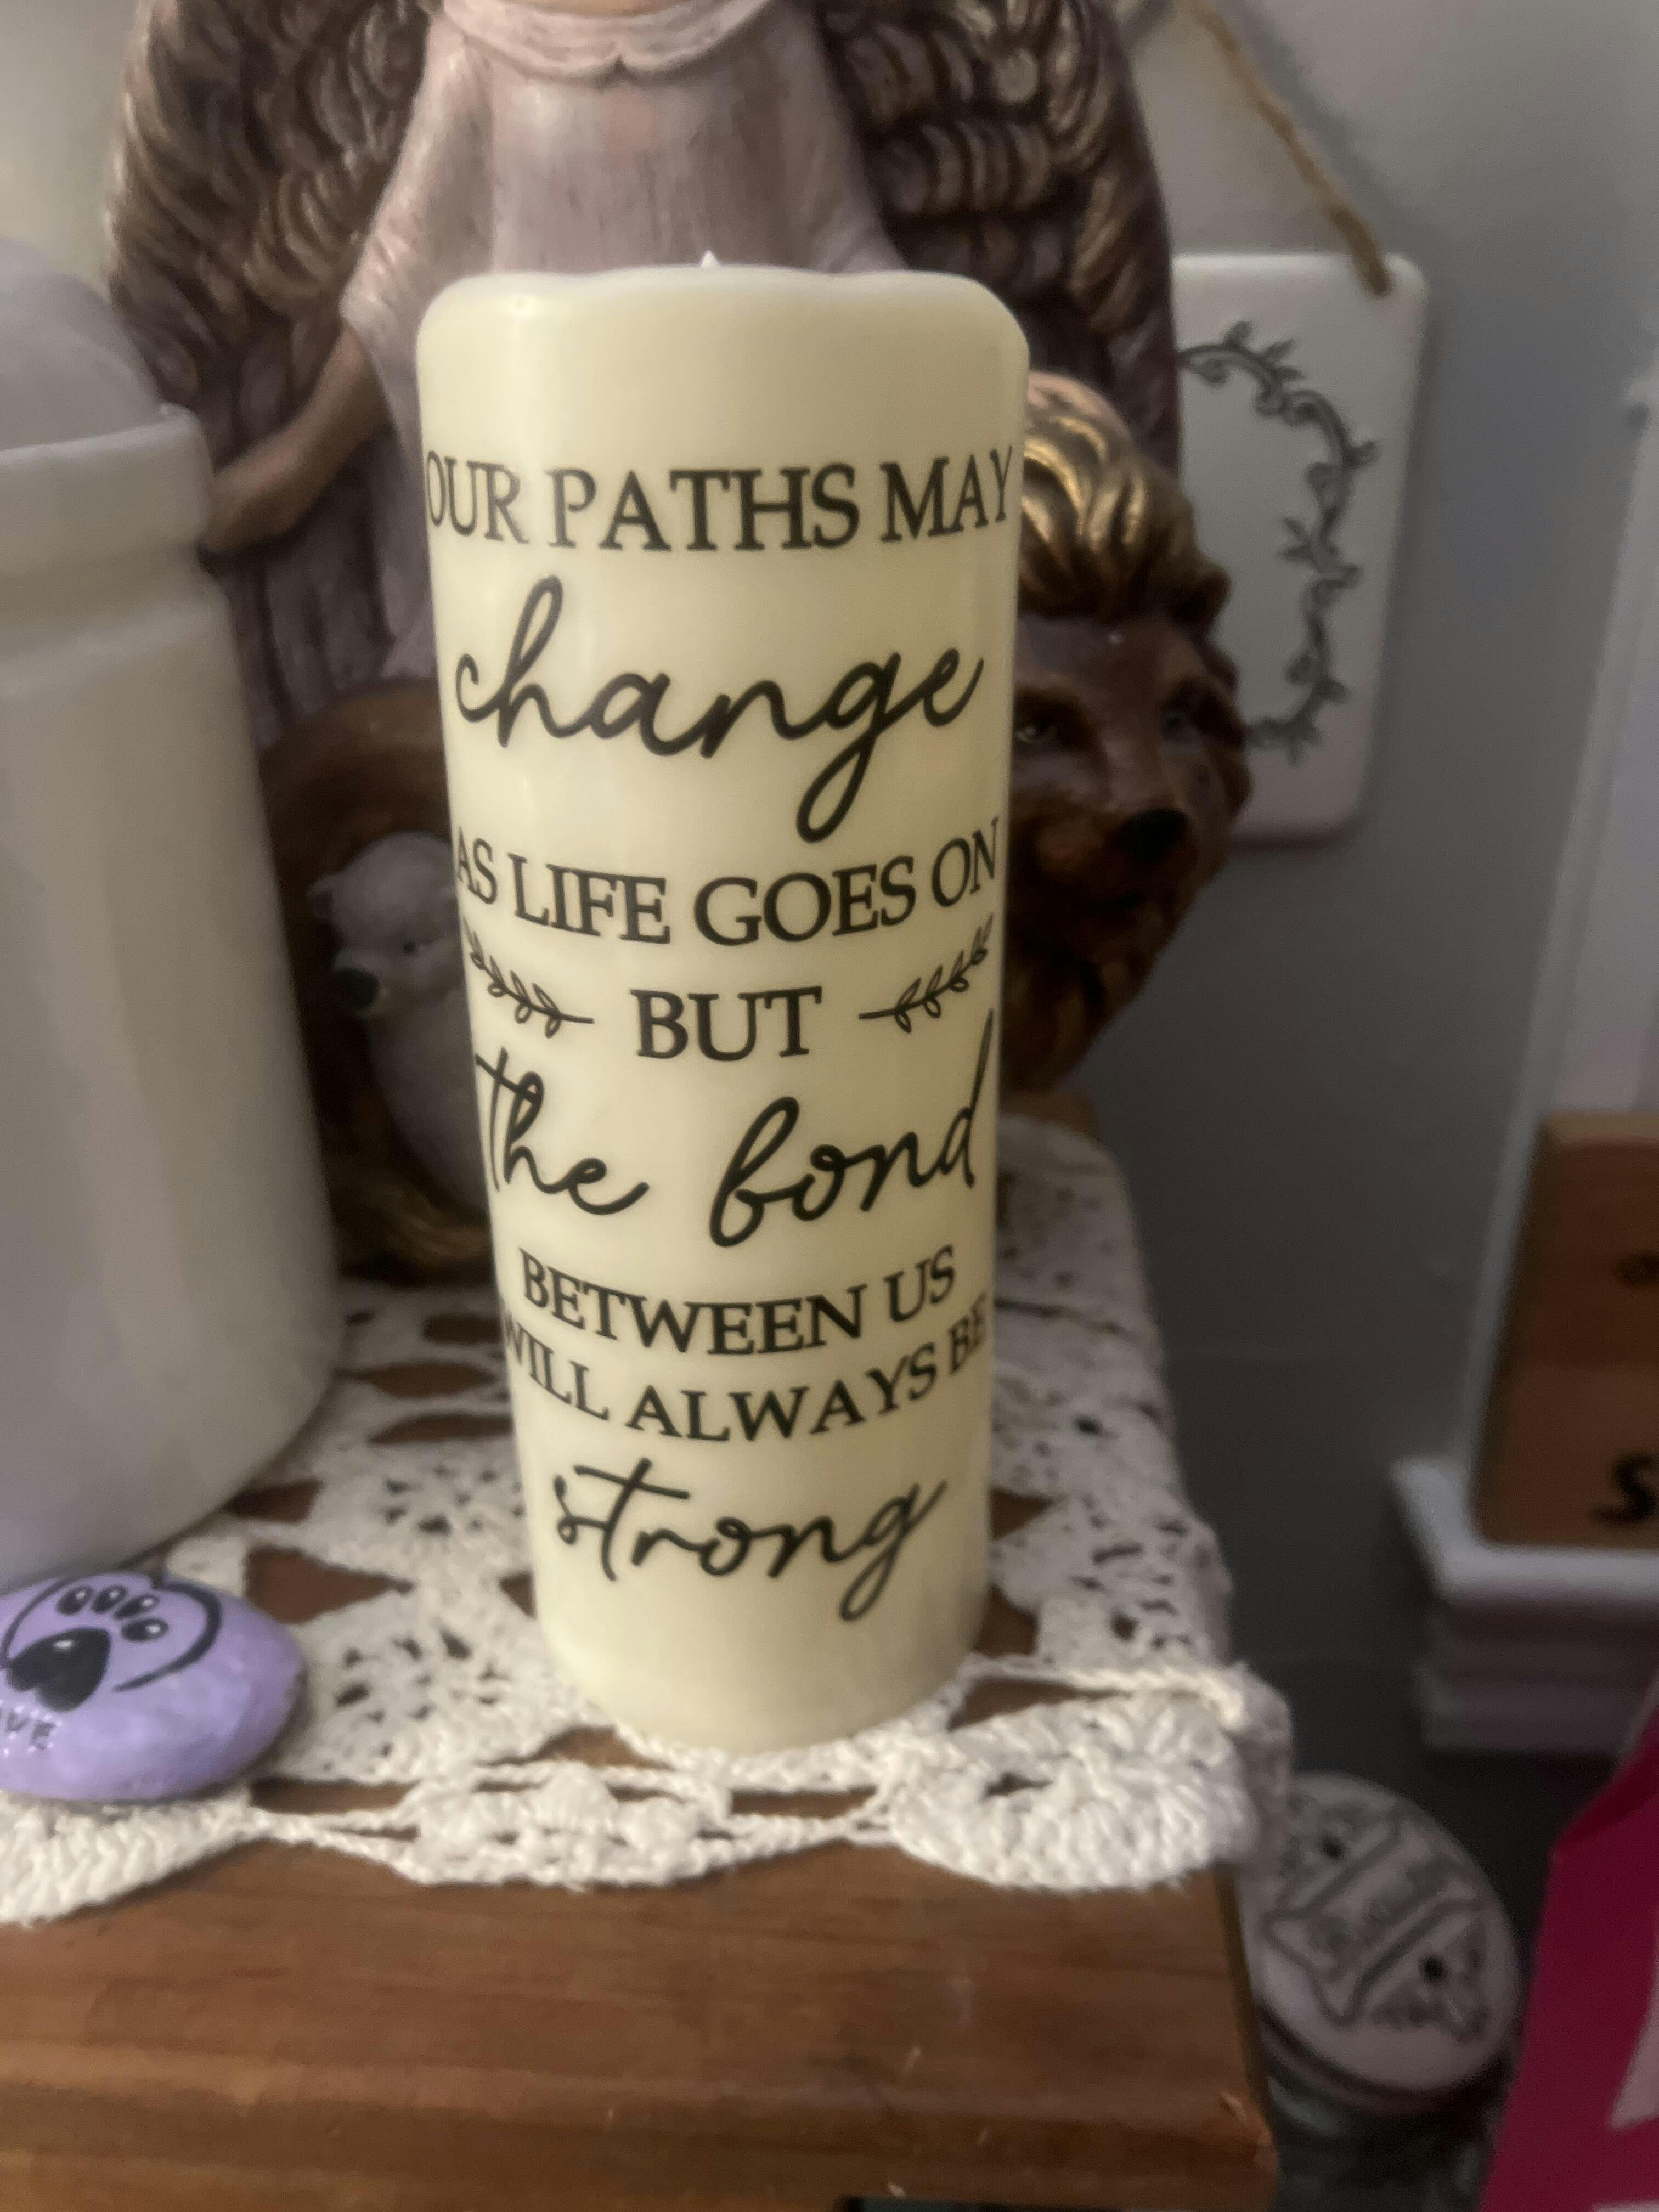 OUR PATHS MAY
change
AS LIFE GOES ON
BUT
the bond
BETWEEN US
WILL ALWAYS BE
strong